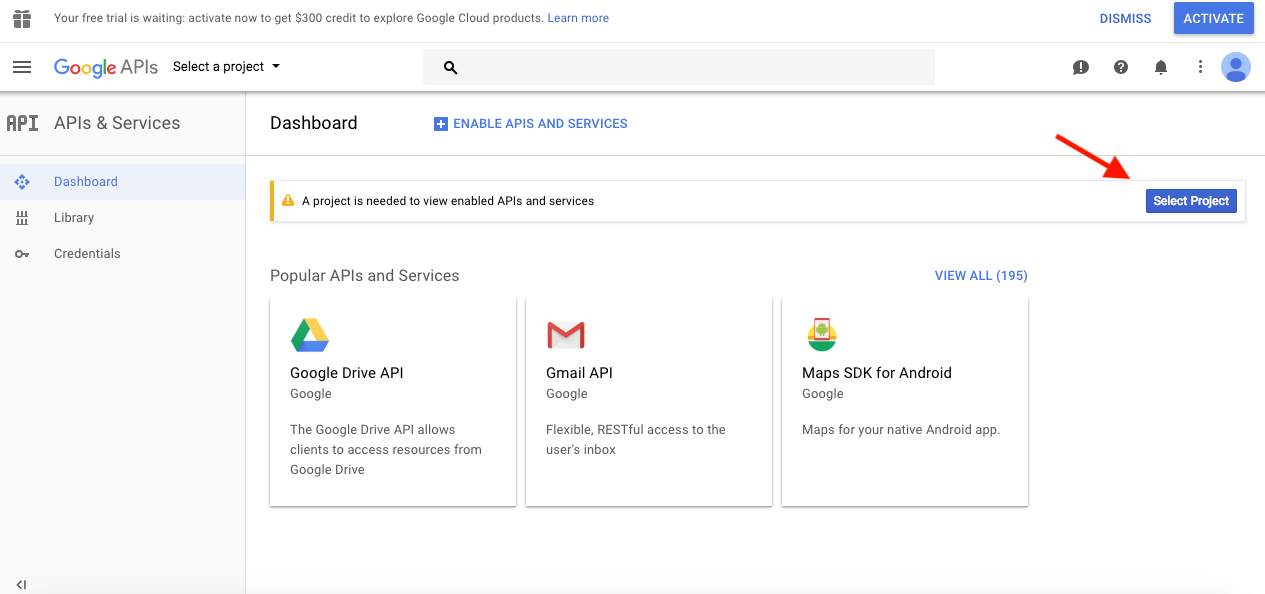 Your free trial is waiting: activate now to get $300 credit to explore Google Cloud products. Learn more
DISMISS
ACTIVATE
Google APIs
Select a project
API
APIs & Services
Dashboard
Library
Credentials
Dashboard
ENABLE APIS AND SERVICES
A project is needed to view enabled APIs and services
Select Project
Popular APIs and Services
VIEW ALL (195)
Google Drive API
Google
The Google Drive API allows
clients to access resources from
Google Drive
Gmail API
Google
Flexible, RESTful access to the
user's inbox
Maps SDK for Android
Google
Maps for your native Android app.